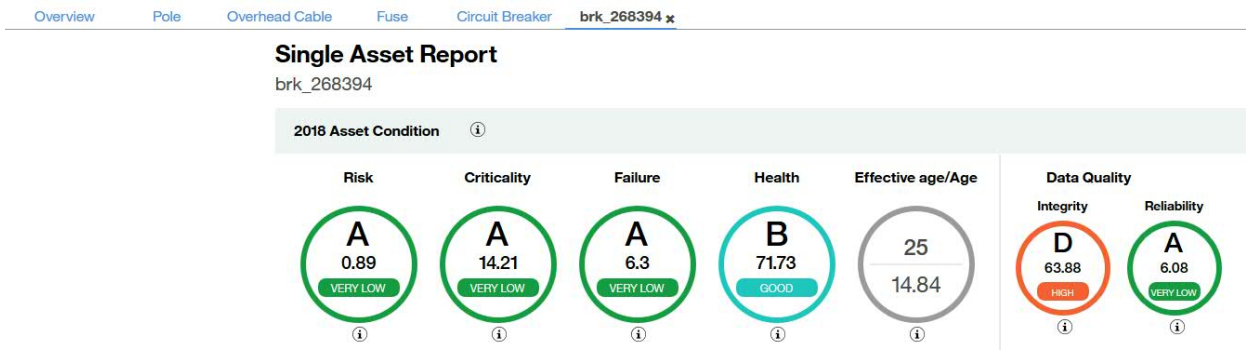 Overview Pole Overhead Cable Fuse Circuit Breaker brk_268394 x
Single Asset Report
brk_268394
2018 Asset Condition i
Risk Criticality Failure Health Effective age/Age Data Quality
Integrity Reliability
A A A B 25 D A
0.89 14.21 6.3 71.73 14.84 63.88 6.08
VERY LOW VERY LOW VERY LOW GOOD HIGH VERY LOW
i i i i i i i